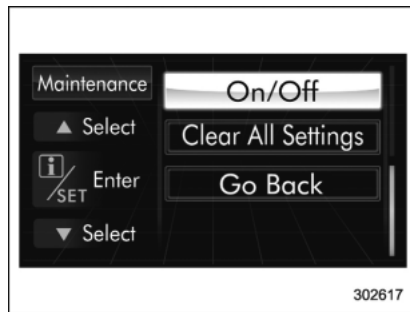 Maintenance
On/Off
▲ Select
Clear All Settings
i/SET Enter
Go Back
▼ Select
302617